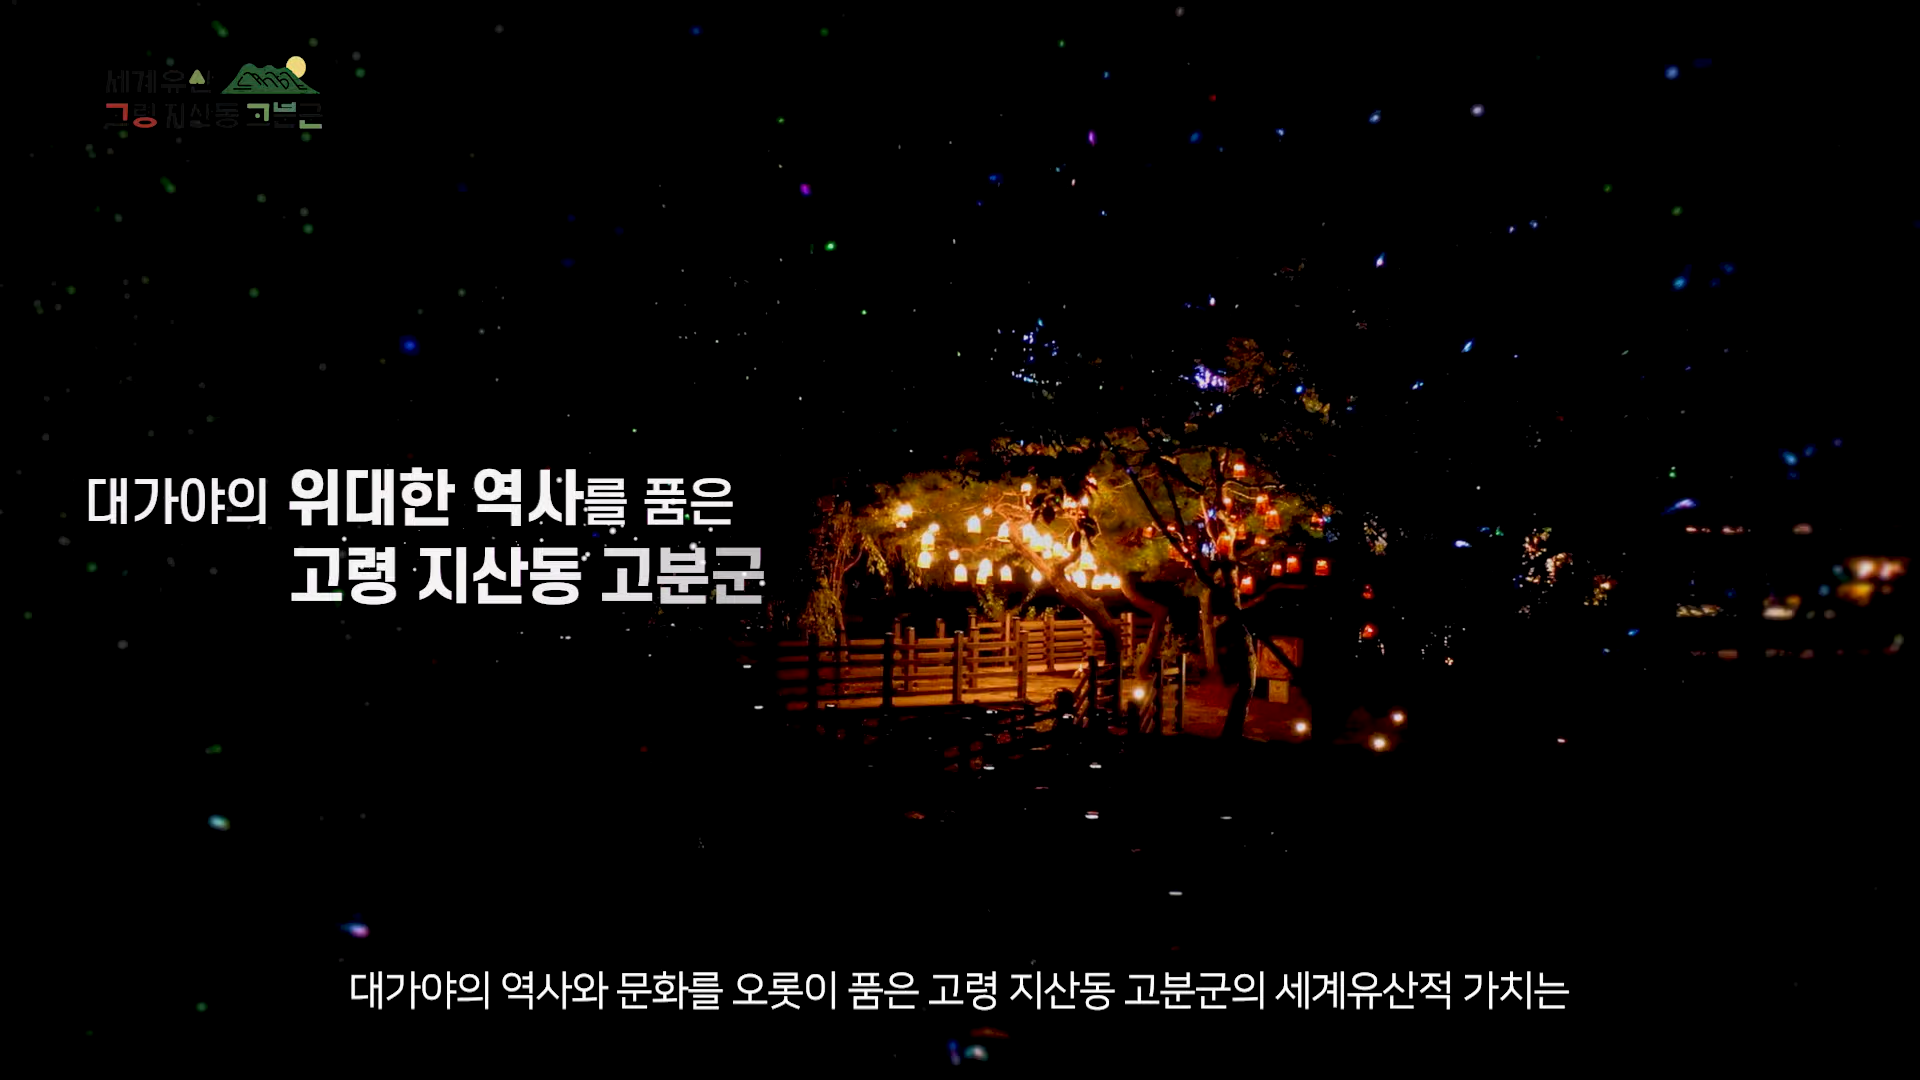 세계유산
고령 지산동 고분군
대가야의 위대한 역사를 품은
고령 지산동 고분군
대가야의 역사와 문화를 오롯이 품은 고령 지산동 고분군의 세계유산적 가치는